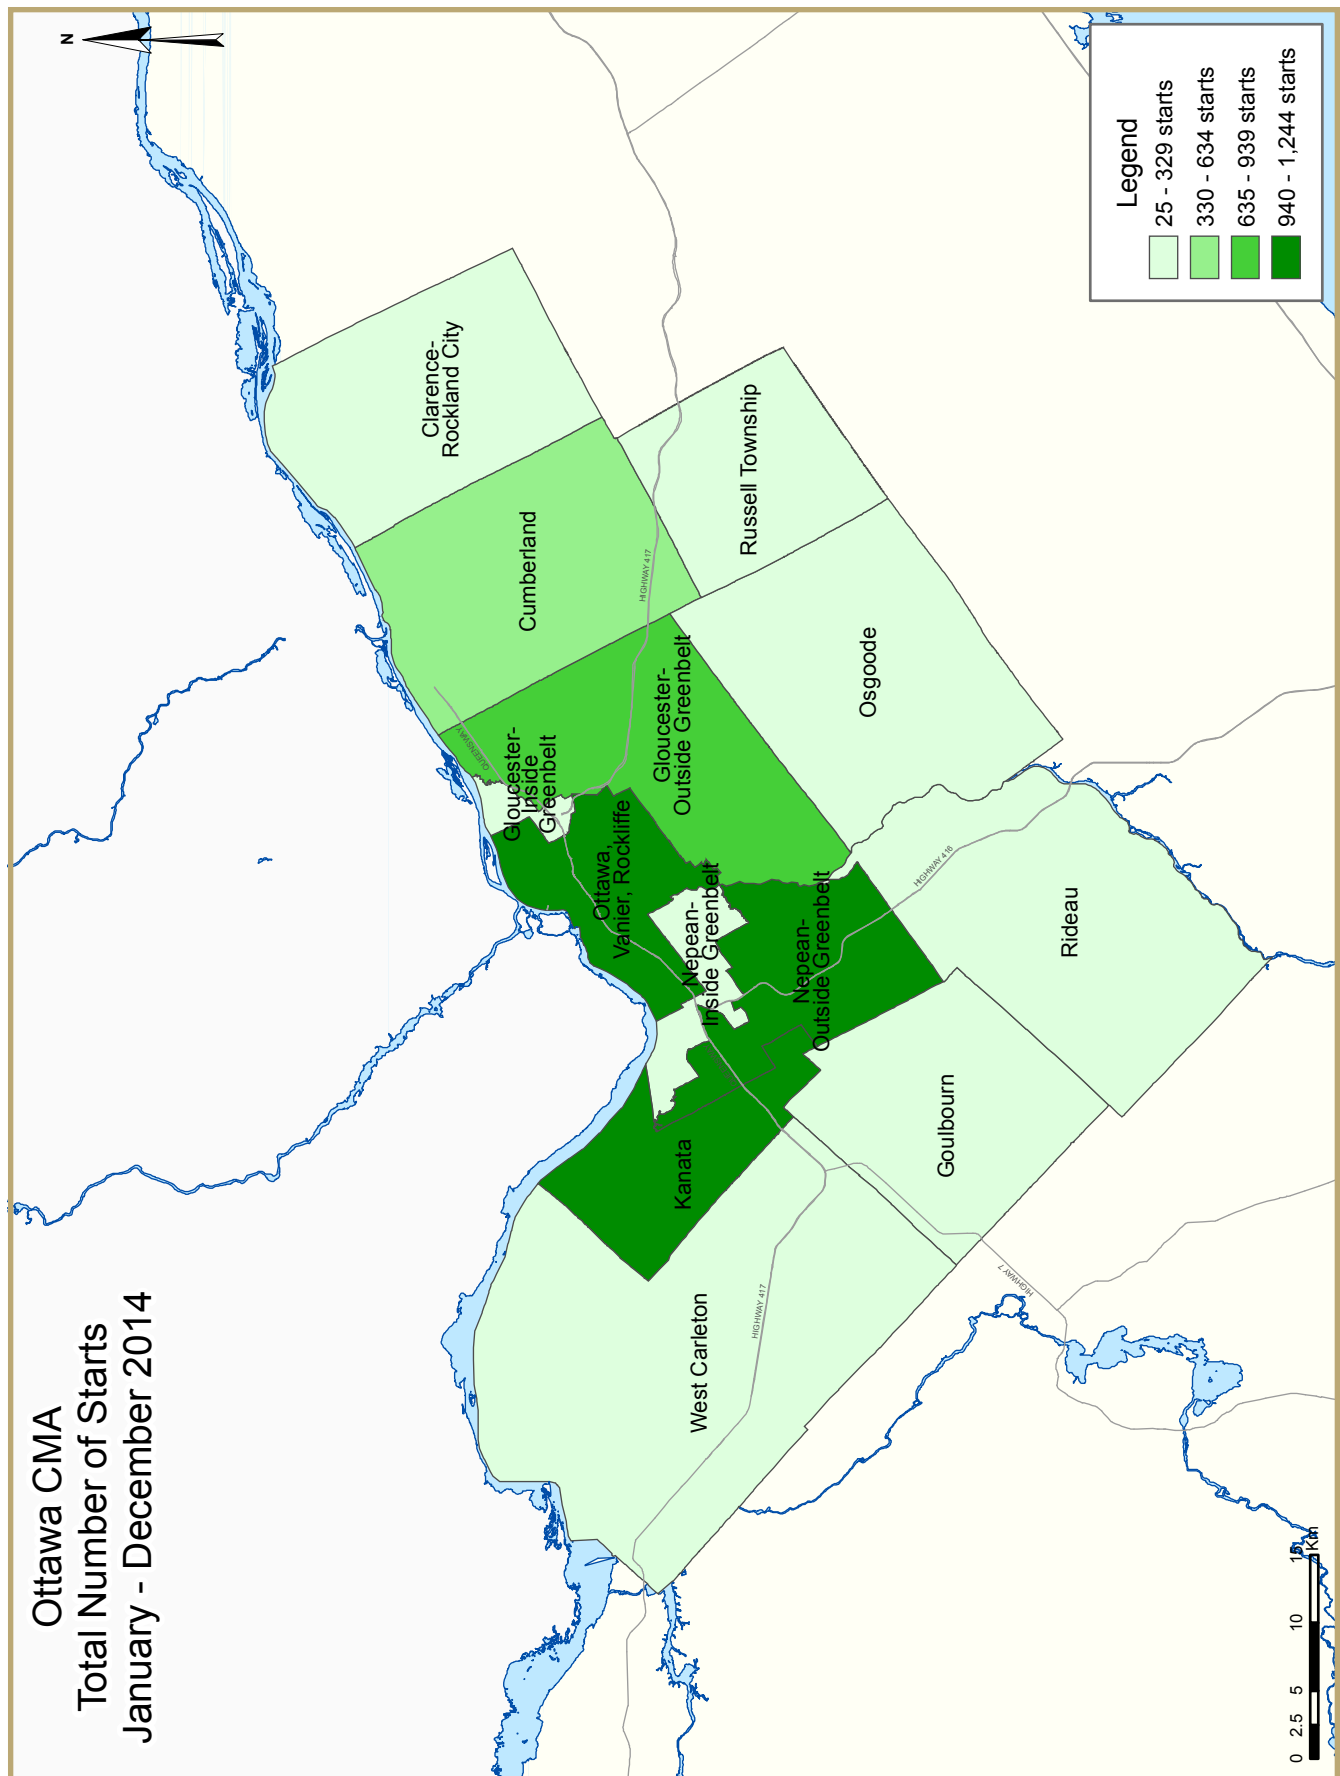 Ottawa CMA
Total Number of Starts
January - December 2014
N
Legend
25 - 329 starts
330 - 634 starts
635 - 939 starts
940 - 1,244 starts
Clarence-
Rockland City
Cumberland
Russell Township
HIGHWAY 417
QUEENSWAY
Gloucester-
Inside
Greenbelt
Gloucester-
Outside Greenbelt
Osgoode
Ottawa,
Vanier, Rockliffe
Nepean-
Inside Greenbelt
Nepean-
Outside Greenbelt
HIGHWAY 416
Rideau
Kanata
Goulbourn
West Carleton
HIGHWAY 417
HIGHWAY 7
0 2.5 5 10 15
Km